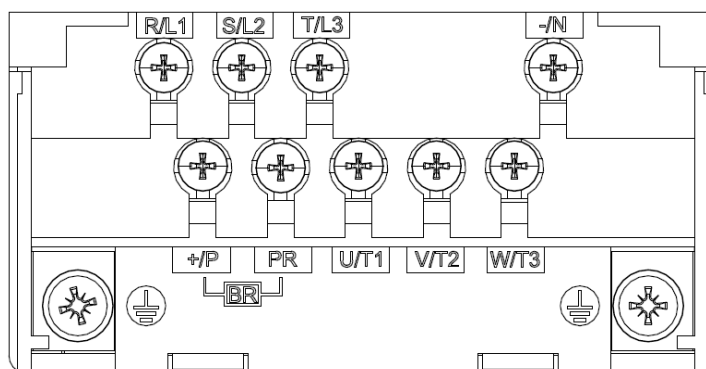 R/L1 S/L2 T/L3 -/N
+/P PR U/T1 V/T2 W/T3
BR